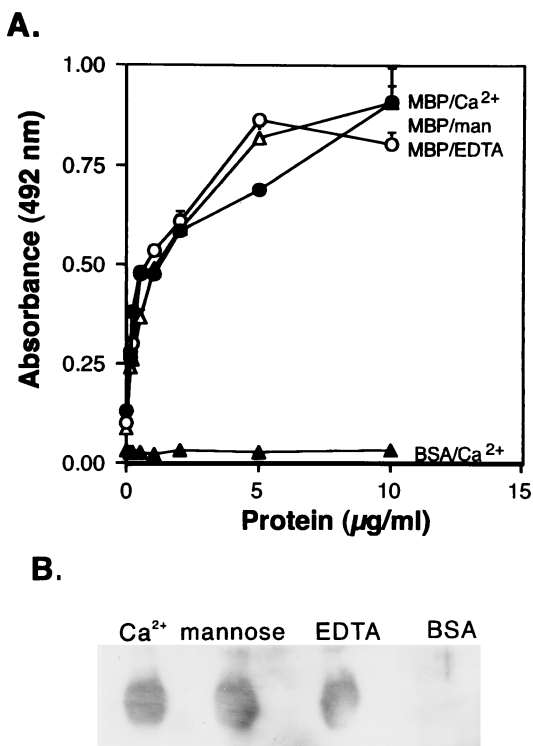 A.
Absorbance (492 nm)
1.00
0.75
0.50
0.25
0.00
MBP/Ca²⁺
MBP/man
MBP/EDTA
BSA/Ca²⁺
0 5 10 15
Protein (µg/ml)
B.
Ca²⁺ mannose EDTA BSA